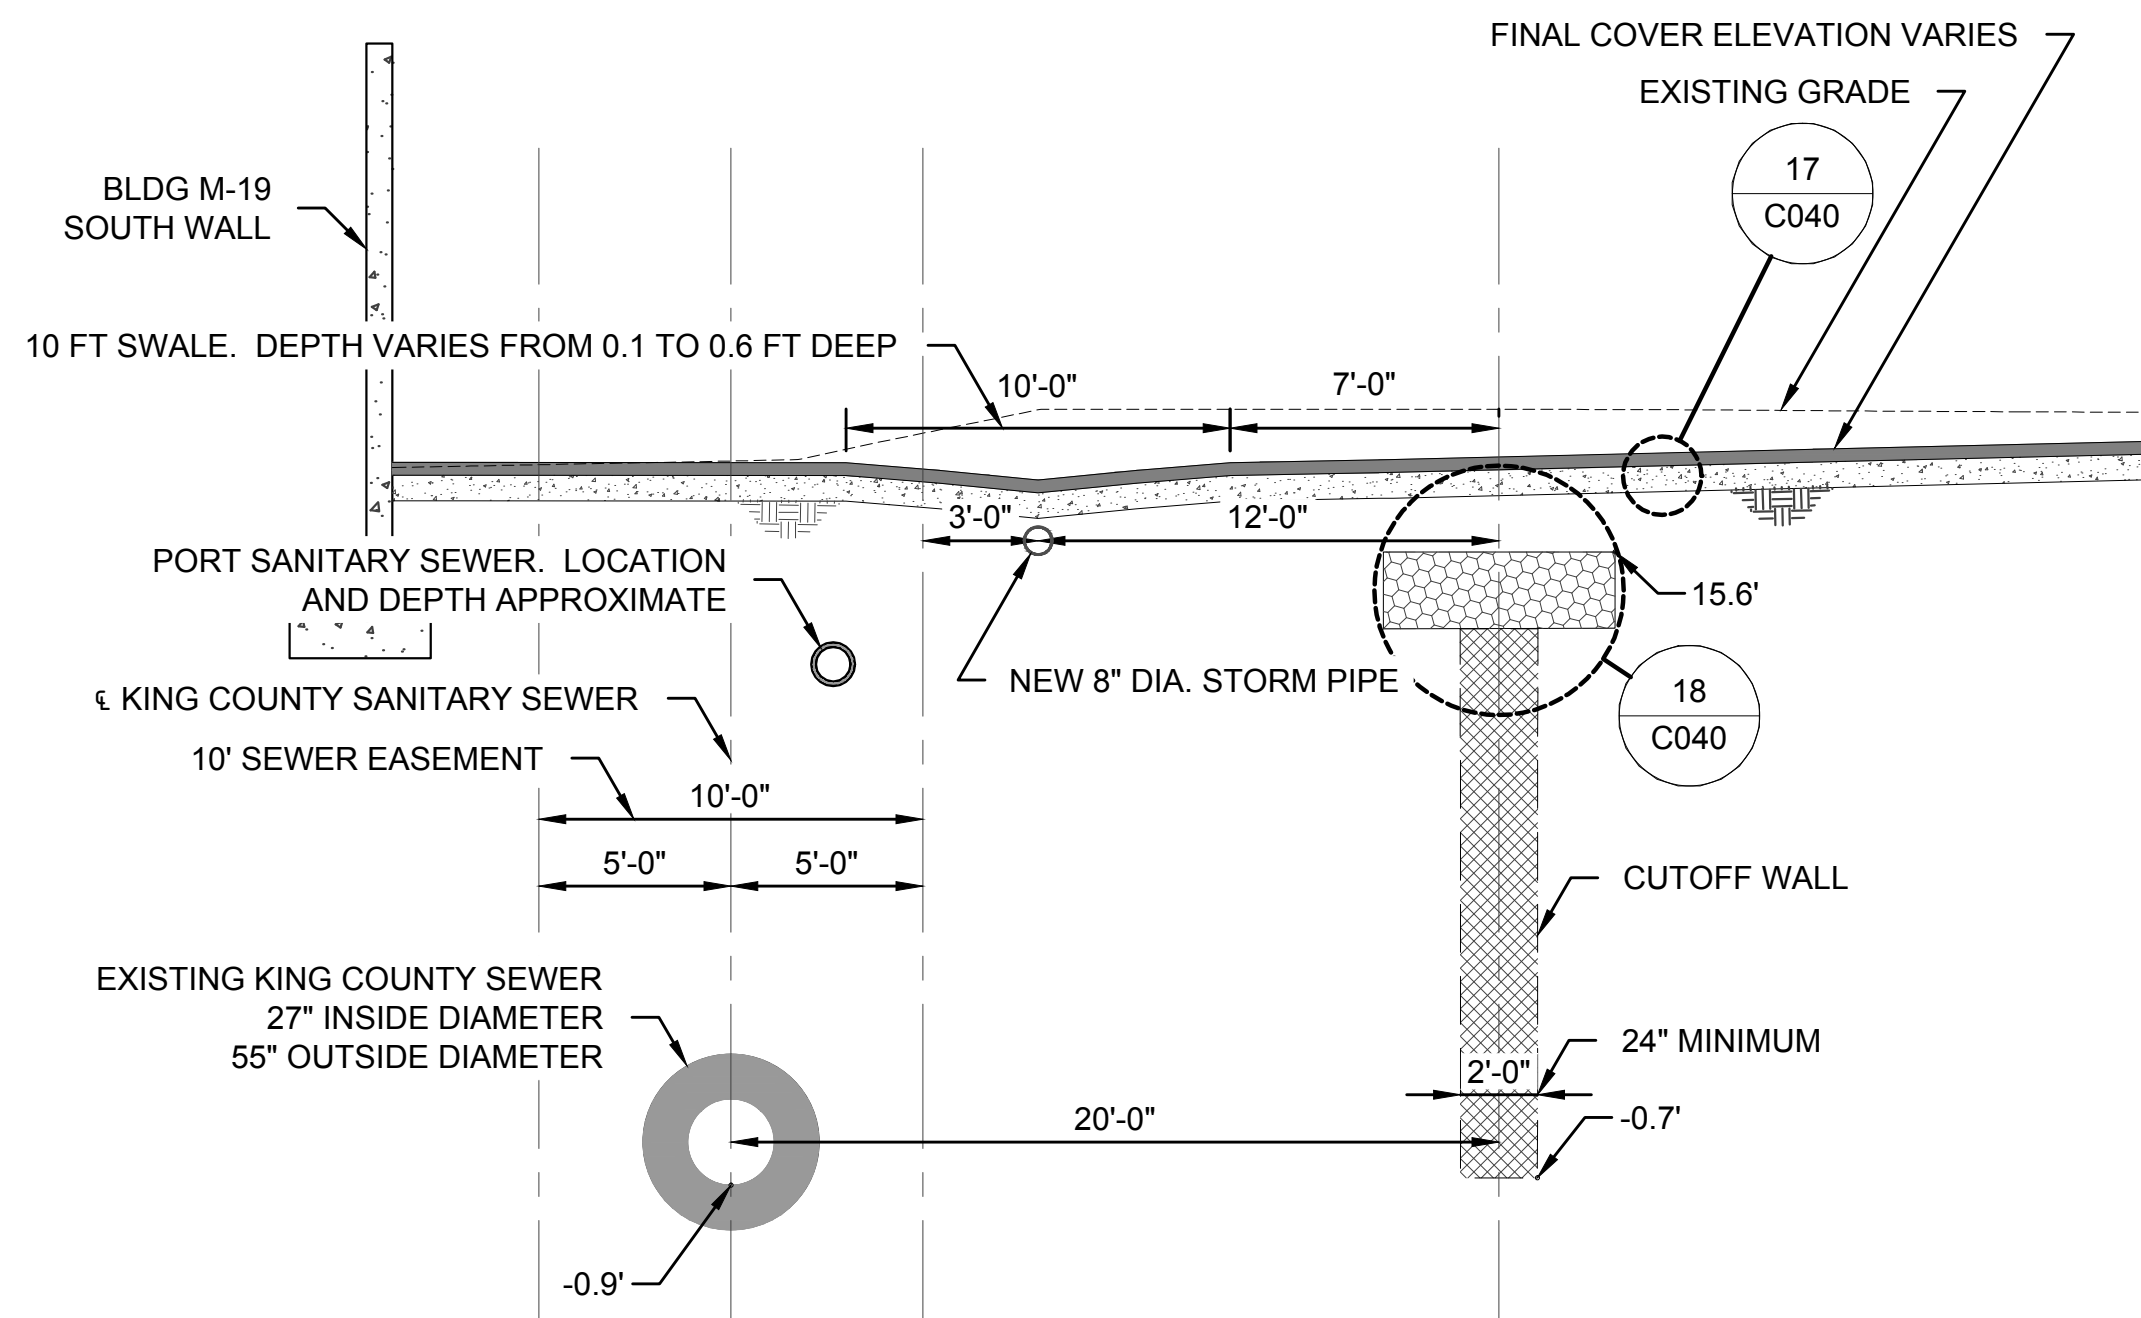 FINAL COVER ELEVATION VARIES
EXISTING GRADE
17
C040
BLDG M-19
SOUTH WALL
10 FT SWALE.  DEPTH VARIES FROM 0.1 TO 0.6 FT DEEP
10'-0"
7'-0"
3'-0"
12'-0"
PORT SANITARY SEWER.  LOCATION
AND DEPTH APPROXIMATE
15.6'
NEW 8" DIA. STORM PIPE
18
C040
℄ KING COUNTY SANITARY SEWER
10' SEWER EASEMENT
10'-0"
5'-0"
5'-0"
CUTOFF WALL
EXISTING KING COUNTY SEWER
27" INSIDE DIAMETER
55" OUTSIDE DIAMETER
24" MINIMUM
2'-0"
20'-0"
-0.7'
-0.9'